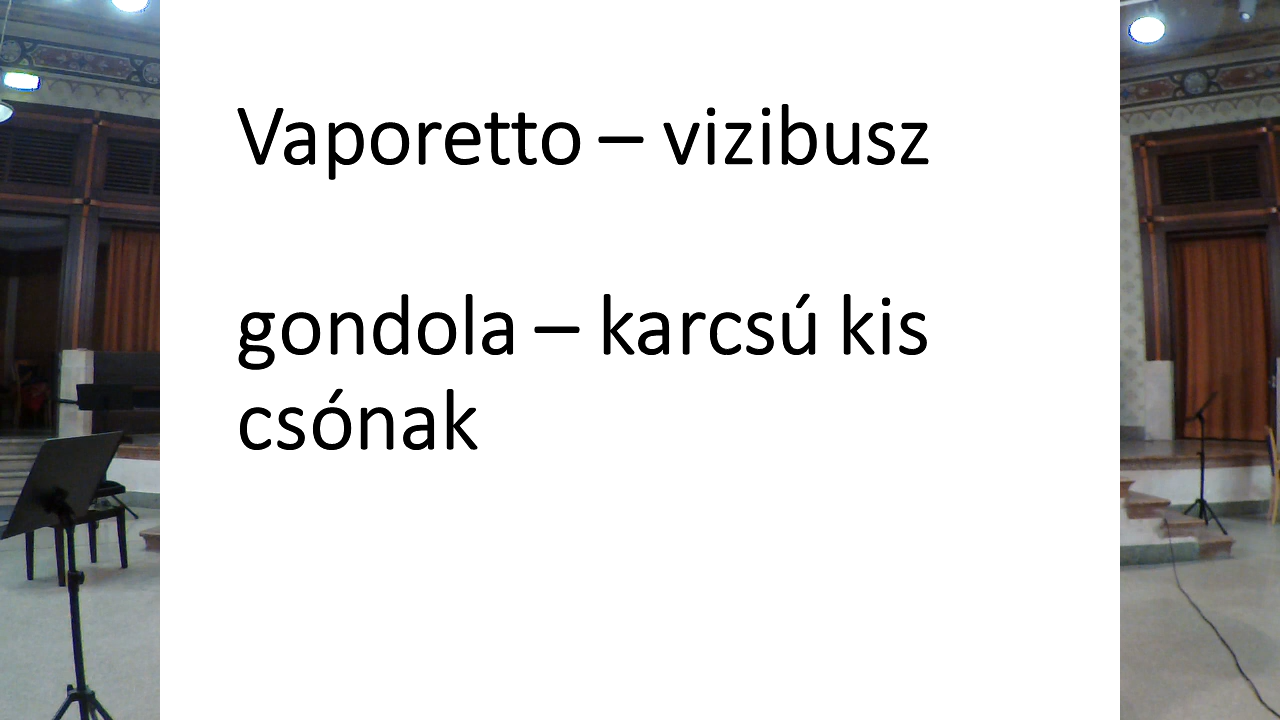 Vaporetto – vizibusz
gondola – karcsú kis
csónak